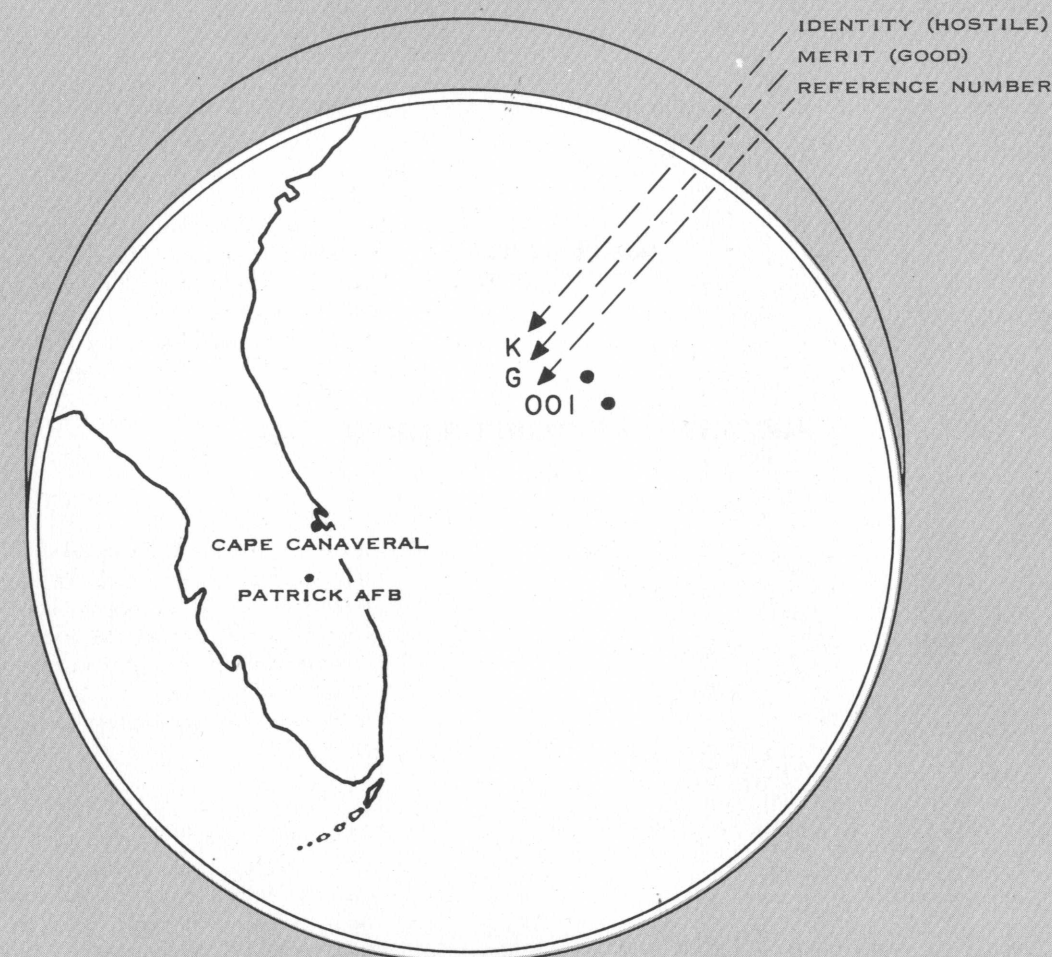 IDENTITY (HOSTILE)
MERIT (GOOD)
REFERENCE NUMBER
K
G
001
CAPE CANAVERAL
PATRICK AFB